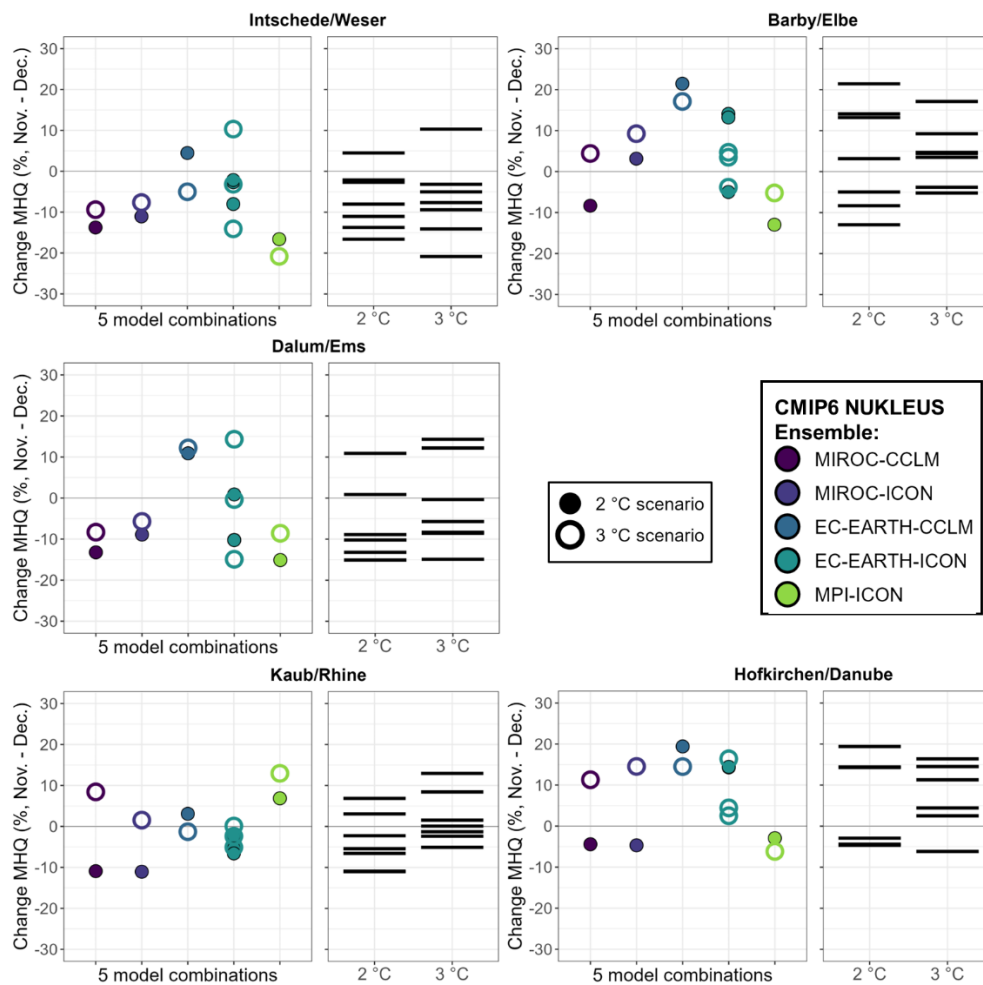 Intschede/Weser
Change MHQ (%, Nov. - Dec.)
30
20
10
0
-10
-20
-30
5 model combinations
2 °C
3 °C
Barby/Elbe
Change MHQ (%, Nov. - Dec.)
30
20
10
0
-10
-20
-30
5 model combinations
2 °C
3 °C
Dalum/Ems
Change MHQ (%, Nov. - Dec.)
30
20
10
0
-10
-20
-30
5 model combinations
2 °C
3 °C
2 °C scenario
3 °C scenario
CMIP6 NUKLEUS
Ensemble:
MIROC-CCLM
MIROC-ICON
EC-EARTH-CCLM
EC-EARTH-ICON
MPI-ICON
Kaub/Rhine
Change MHQ (%, Nov. - Dec.)
30
20
10
0
-10
-20
-30
5 model combinations
2 °C
3 °C
Hofkirchen/Danube
Change MHQ (%, Nov. - Dec.)
30
20
10
0
-10
-20
-30
5 model combinations
2 °C
3 °C